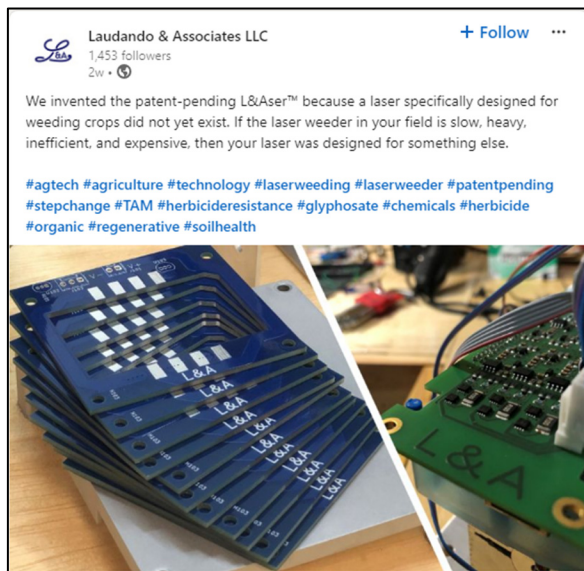 L&A
Laudando & Associates LLC
+ Follow
1,453 followers
2w •
We invented the patent-pending L&Aser™ because a laser specifically designed for
weeding crops did not yet exist. If the laser weeder in your field is slow, heavy,
inefficient, and expensive, then your laser was designed for something else.
#agtech #agriculture #technology #laserweeding #laserweeder #patentpending
#stepchange #TAM #herbicideresistance #glyphosate #chemicals #herbicide
#organic #regenerative #soilhealth
V- V+
L&A
L&A
L&A
L&A
L&A
L&A
L&A
L&A
L & A